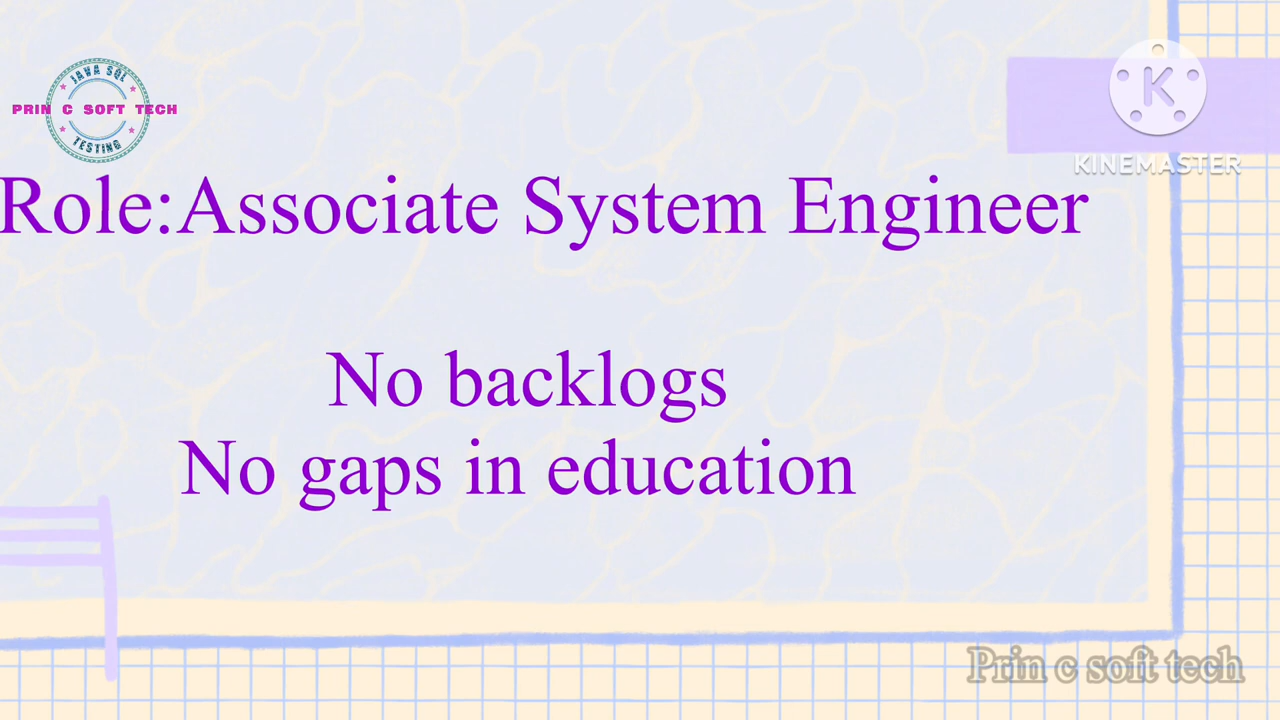 JAVA SQL
PRIN C SOFT TECH
TESTING
K
KINEMASTER
Role:Associate System Engineer
No backlogs
No gaps in education
Prin c soft tech